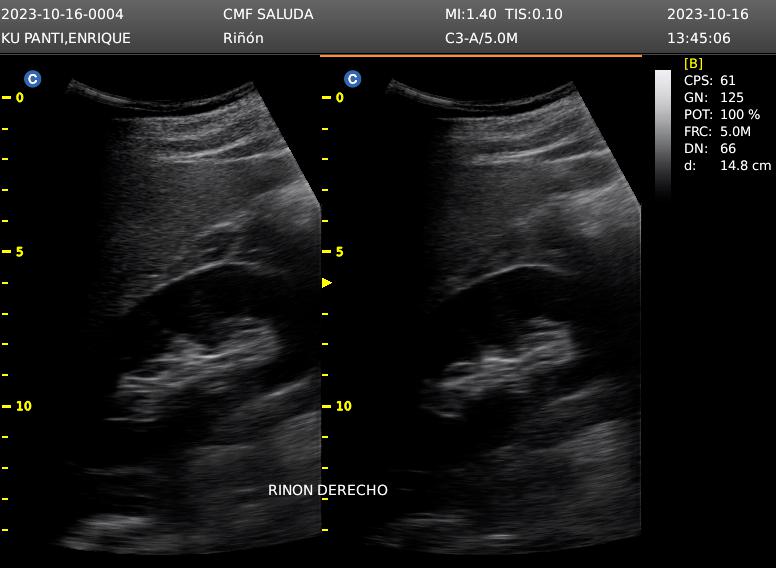 2023-10-16-0004 CMF SALUDA MI:1.40 TIS:0.10 2023-10-16
KU PANTI,ENRIQUE Riñón C3-A/5.0M 13:45:06
C C
[B]
CPS: 61
GN: 125
POT: 100 %
FRC: 5.0M
DN: 66
d: 14.8 cm
0 0
5 5
10 10
RINON DERECHO